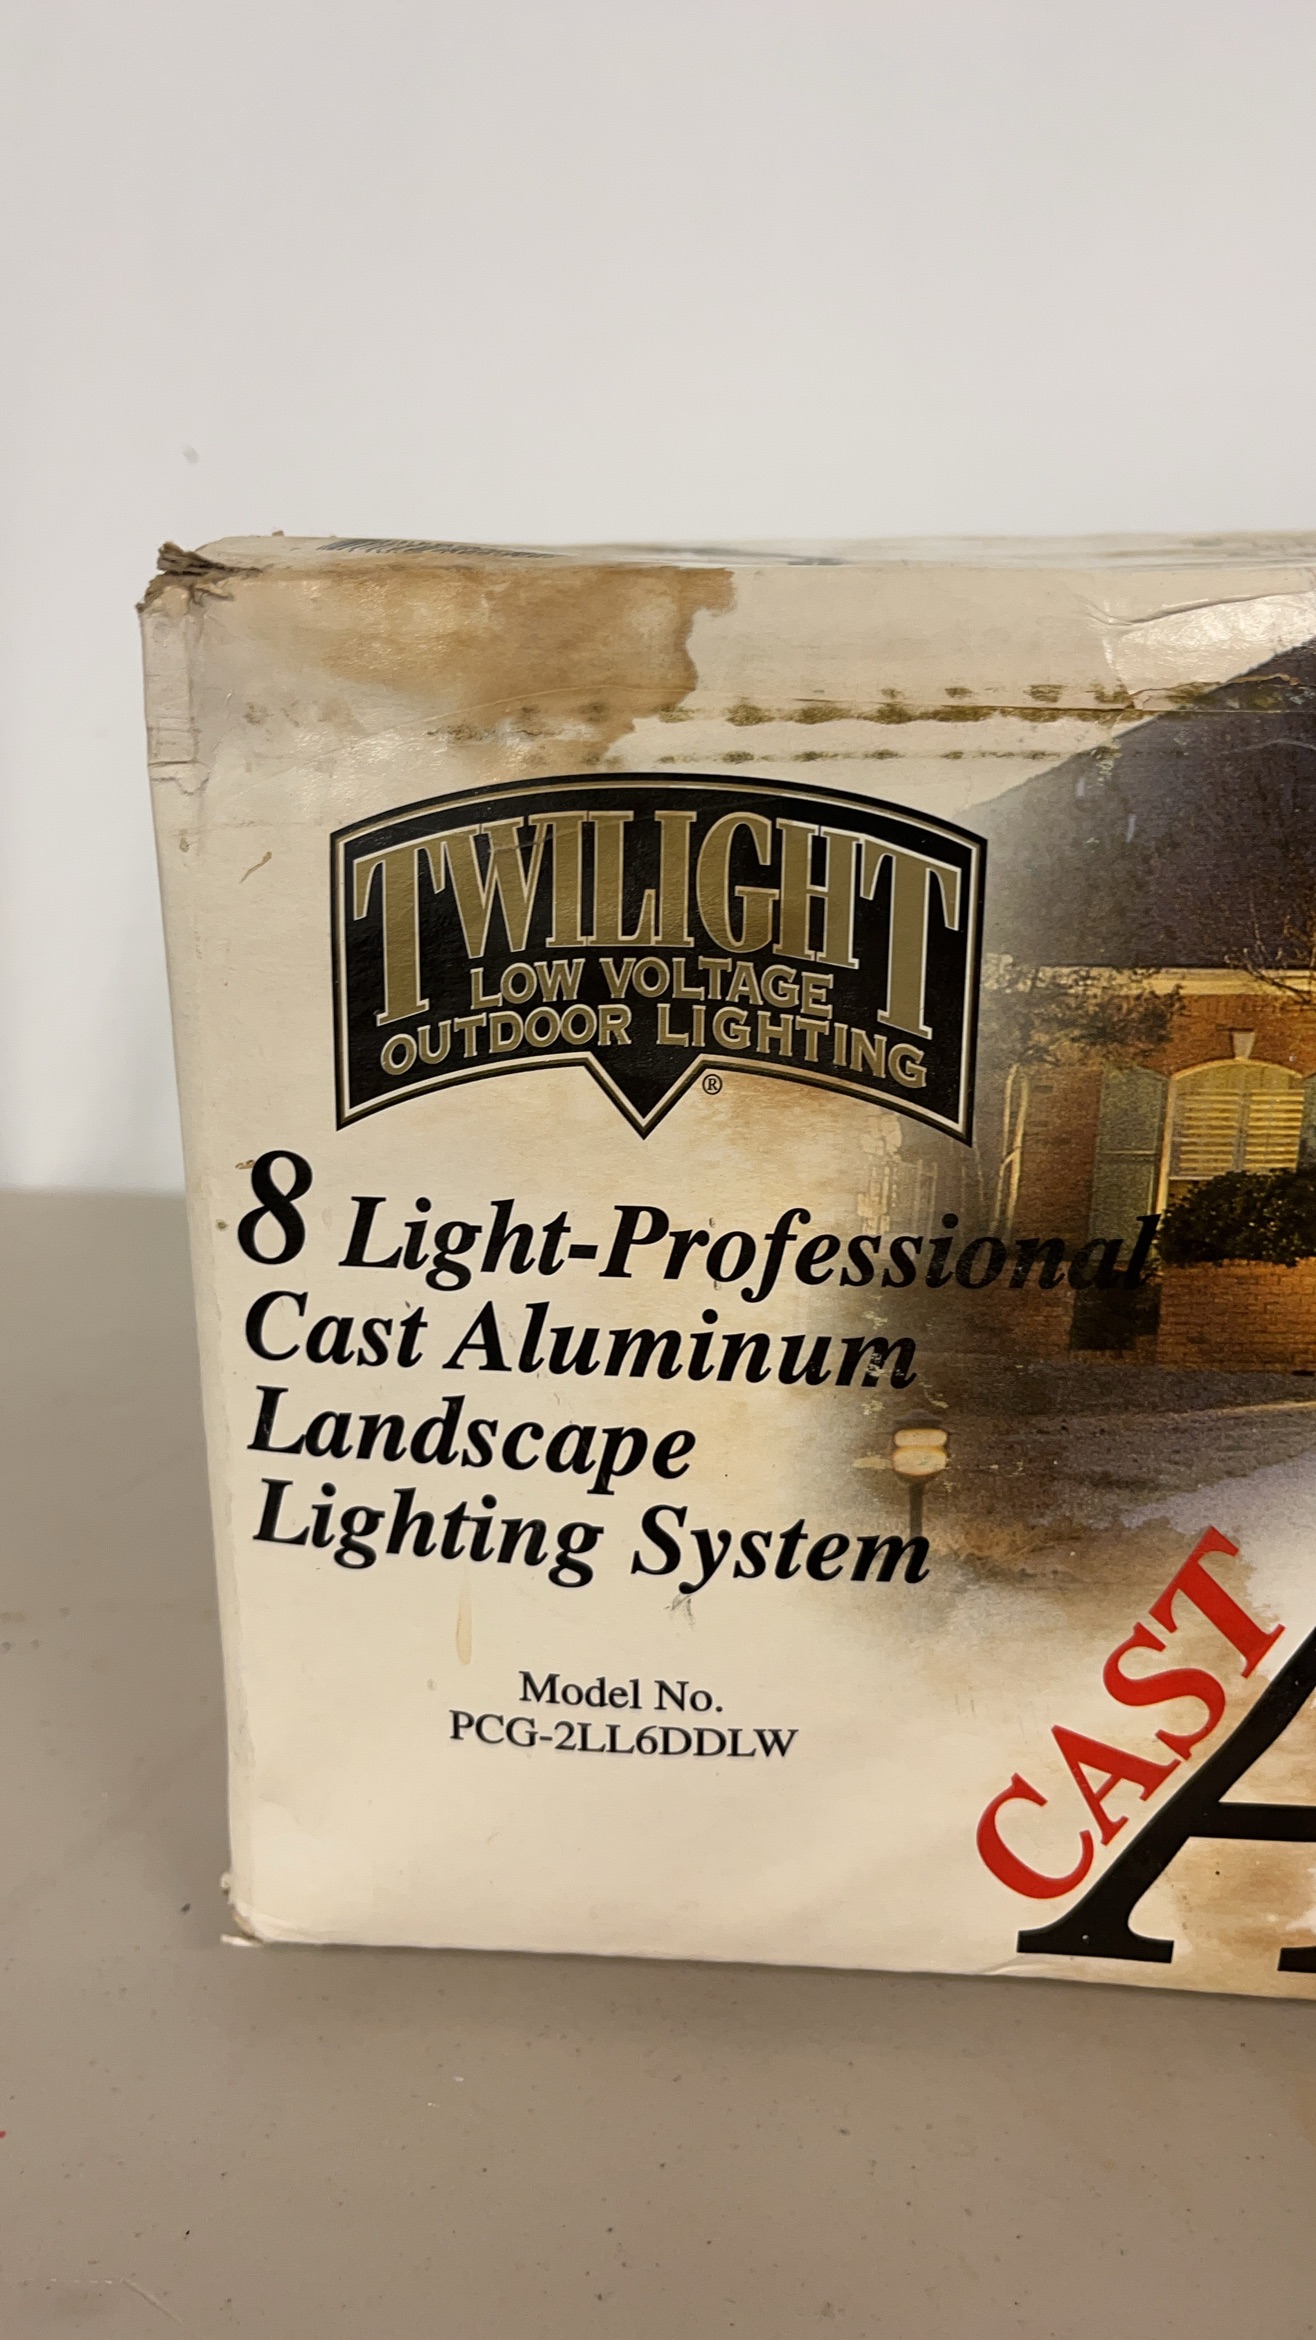 TWILIGHT
LOW VOLTAGE
OUTDOOR LIGHTING
®
8 Light-Professional
Cast Aluminum
Landscape
Lighting System
Model No.
PCG-2LL6DDLW
CAST
A